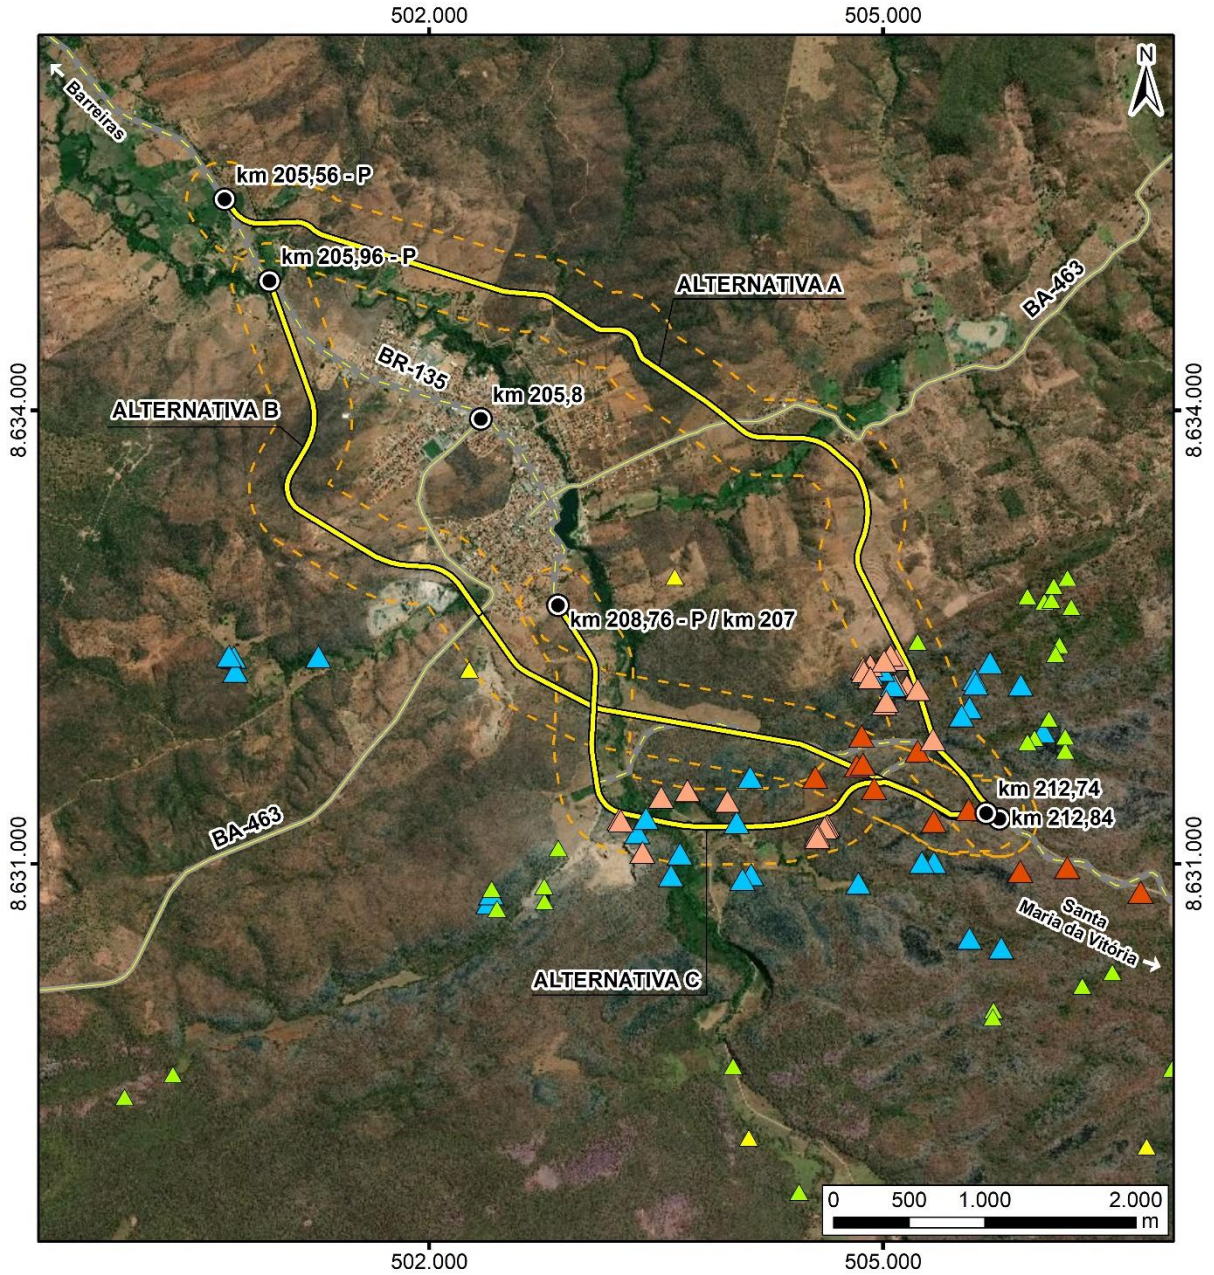 502.000
505.000
N
← Barreiras
km 205,56 - P
BA-463
km 205,96 - P
ALTERNATIVA A
BR-135
km 205,8
ALTERNATIVA B
8.634.000
8.634.000
km 208,76 - P / km 207
km 212,74
km 212,84
BA-463
8.631.000
8.631.000
Santa
Maria da Vitória →
ALTERNATIVA C
0 500 1.000 2.000
m
502.000
505.000